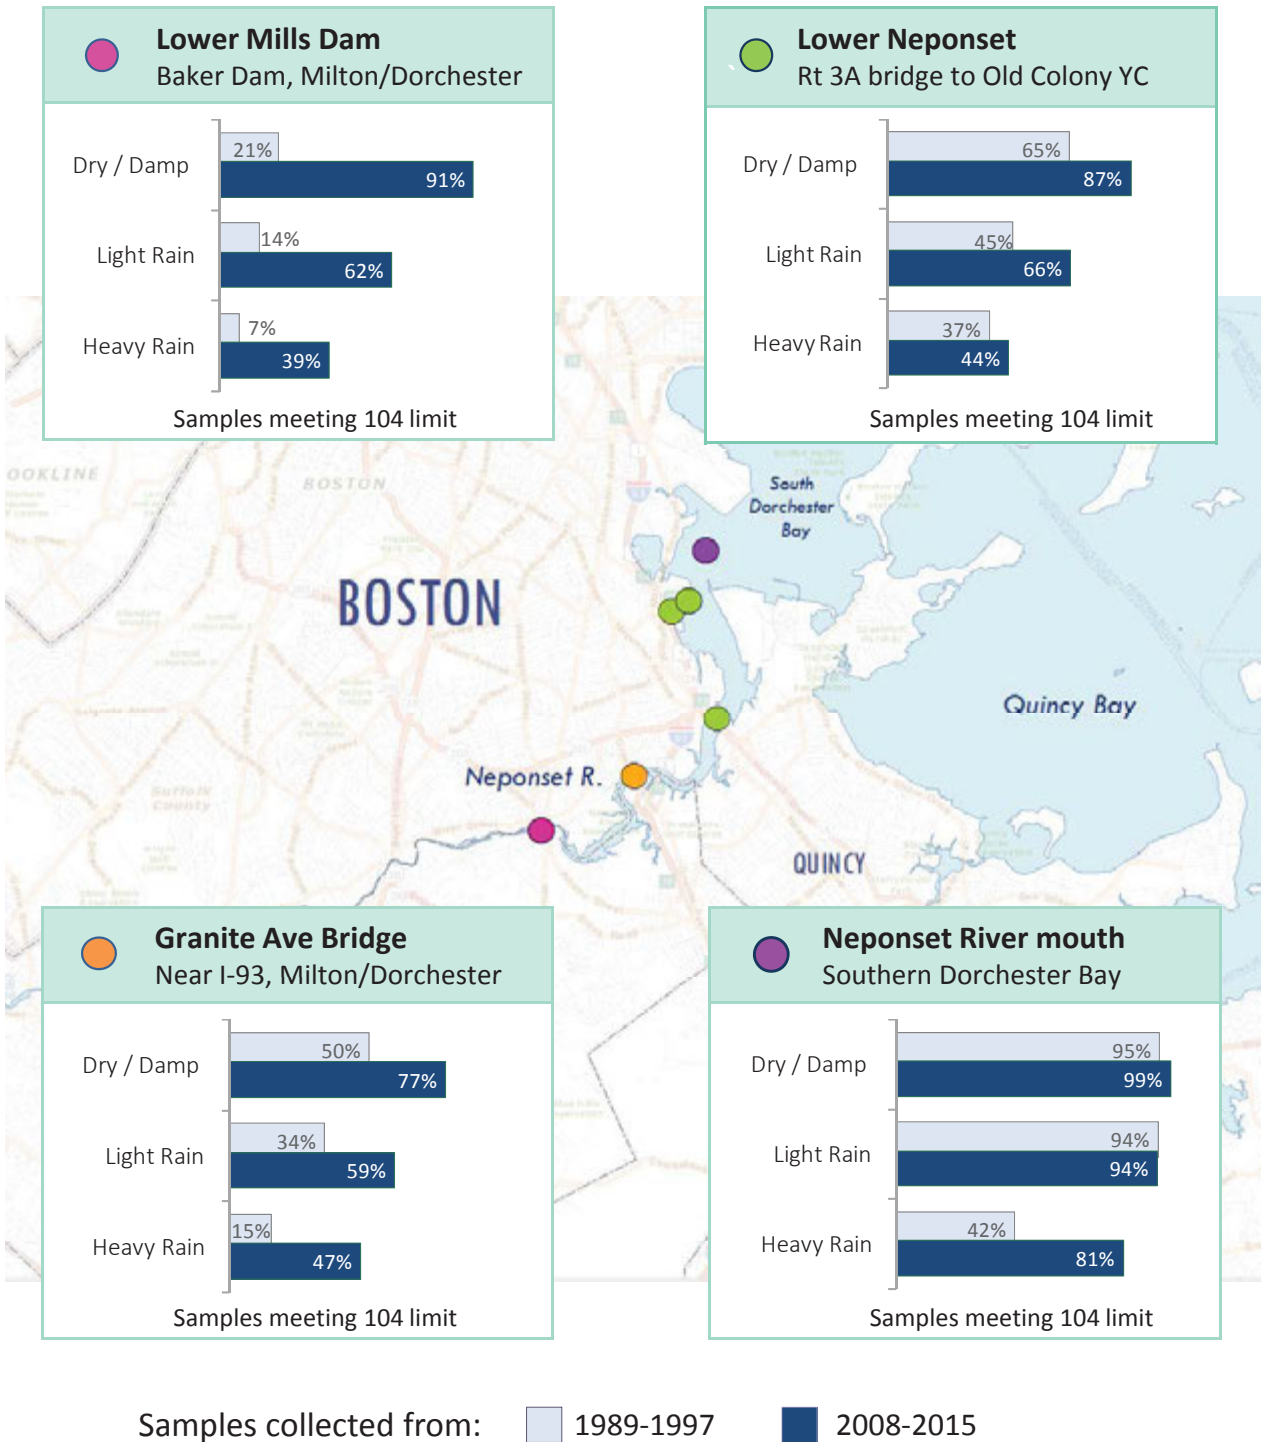 Lower Mills Dam
Baker Dam, Milton/Dorchester
Dry / Damp
21%
91%
Light Rain
14%
62%
Heavy Rain
7%
39%
Samples meeting 104 limit
Lower Neponset
Rt 3A bridge to Old Colony YC
Dry / Damp
65%
87%
Light Rain
45%
66%
Heavy Rain
37%
44%
Samples meeting 104 limit
OOKLINE
BOSTON
South
Dorchester
Bay
BOSTON
Quincy Bay
Neponset R.
Suffolk
County
QUINCY
Granite Ave Bridge
Near I-93, Milton/Dorchester
Dry / Damp
50%
77%
Light Rain
34%
59%
Heavy Rain
15%
47%
Samples meeting 104 limit
Neponset River mouth
Southern Dorchester Bay
Dry / Damp
95%
99%
Light Rain
94%
94%
Heavy Rain
42%
81%
Samples meeting 104 limit
Samples collected from:
1989-1997
2008-2015